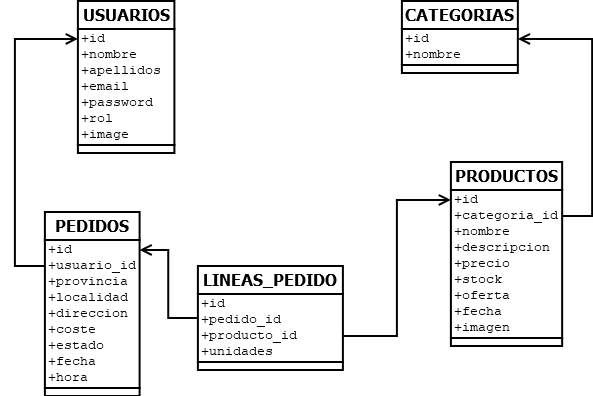 USUARIOS
+id
+nombre
+apellidos
+email
+password
+rol
+image
CATEGORIAS
+id
+nombre
PEDIDOS
+id
+usuario_id
+provincia
+localidad
+direccion
+coste
+estado
+fecha
+hora
LINEAS_PEDIDO
+id
+pedido_id
+producto_id
+unidades
PRODUCTOS
+id
+categoria_id
+nombre
+descripcion
+precio
+stock
+oferta
+fecha
+imagen